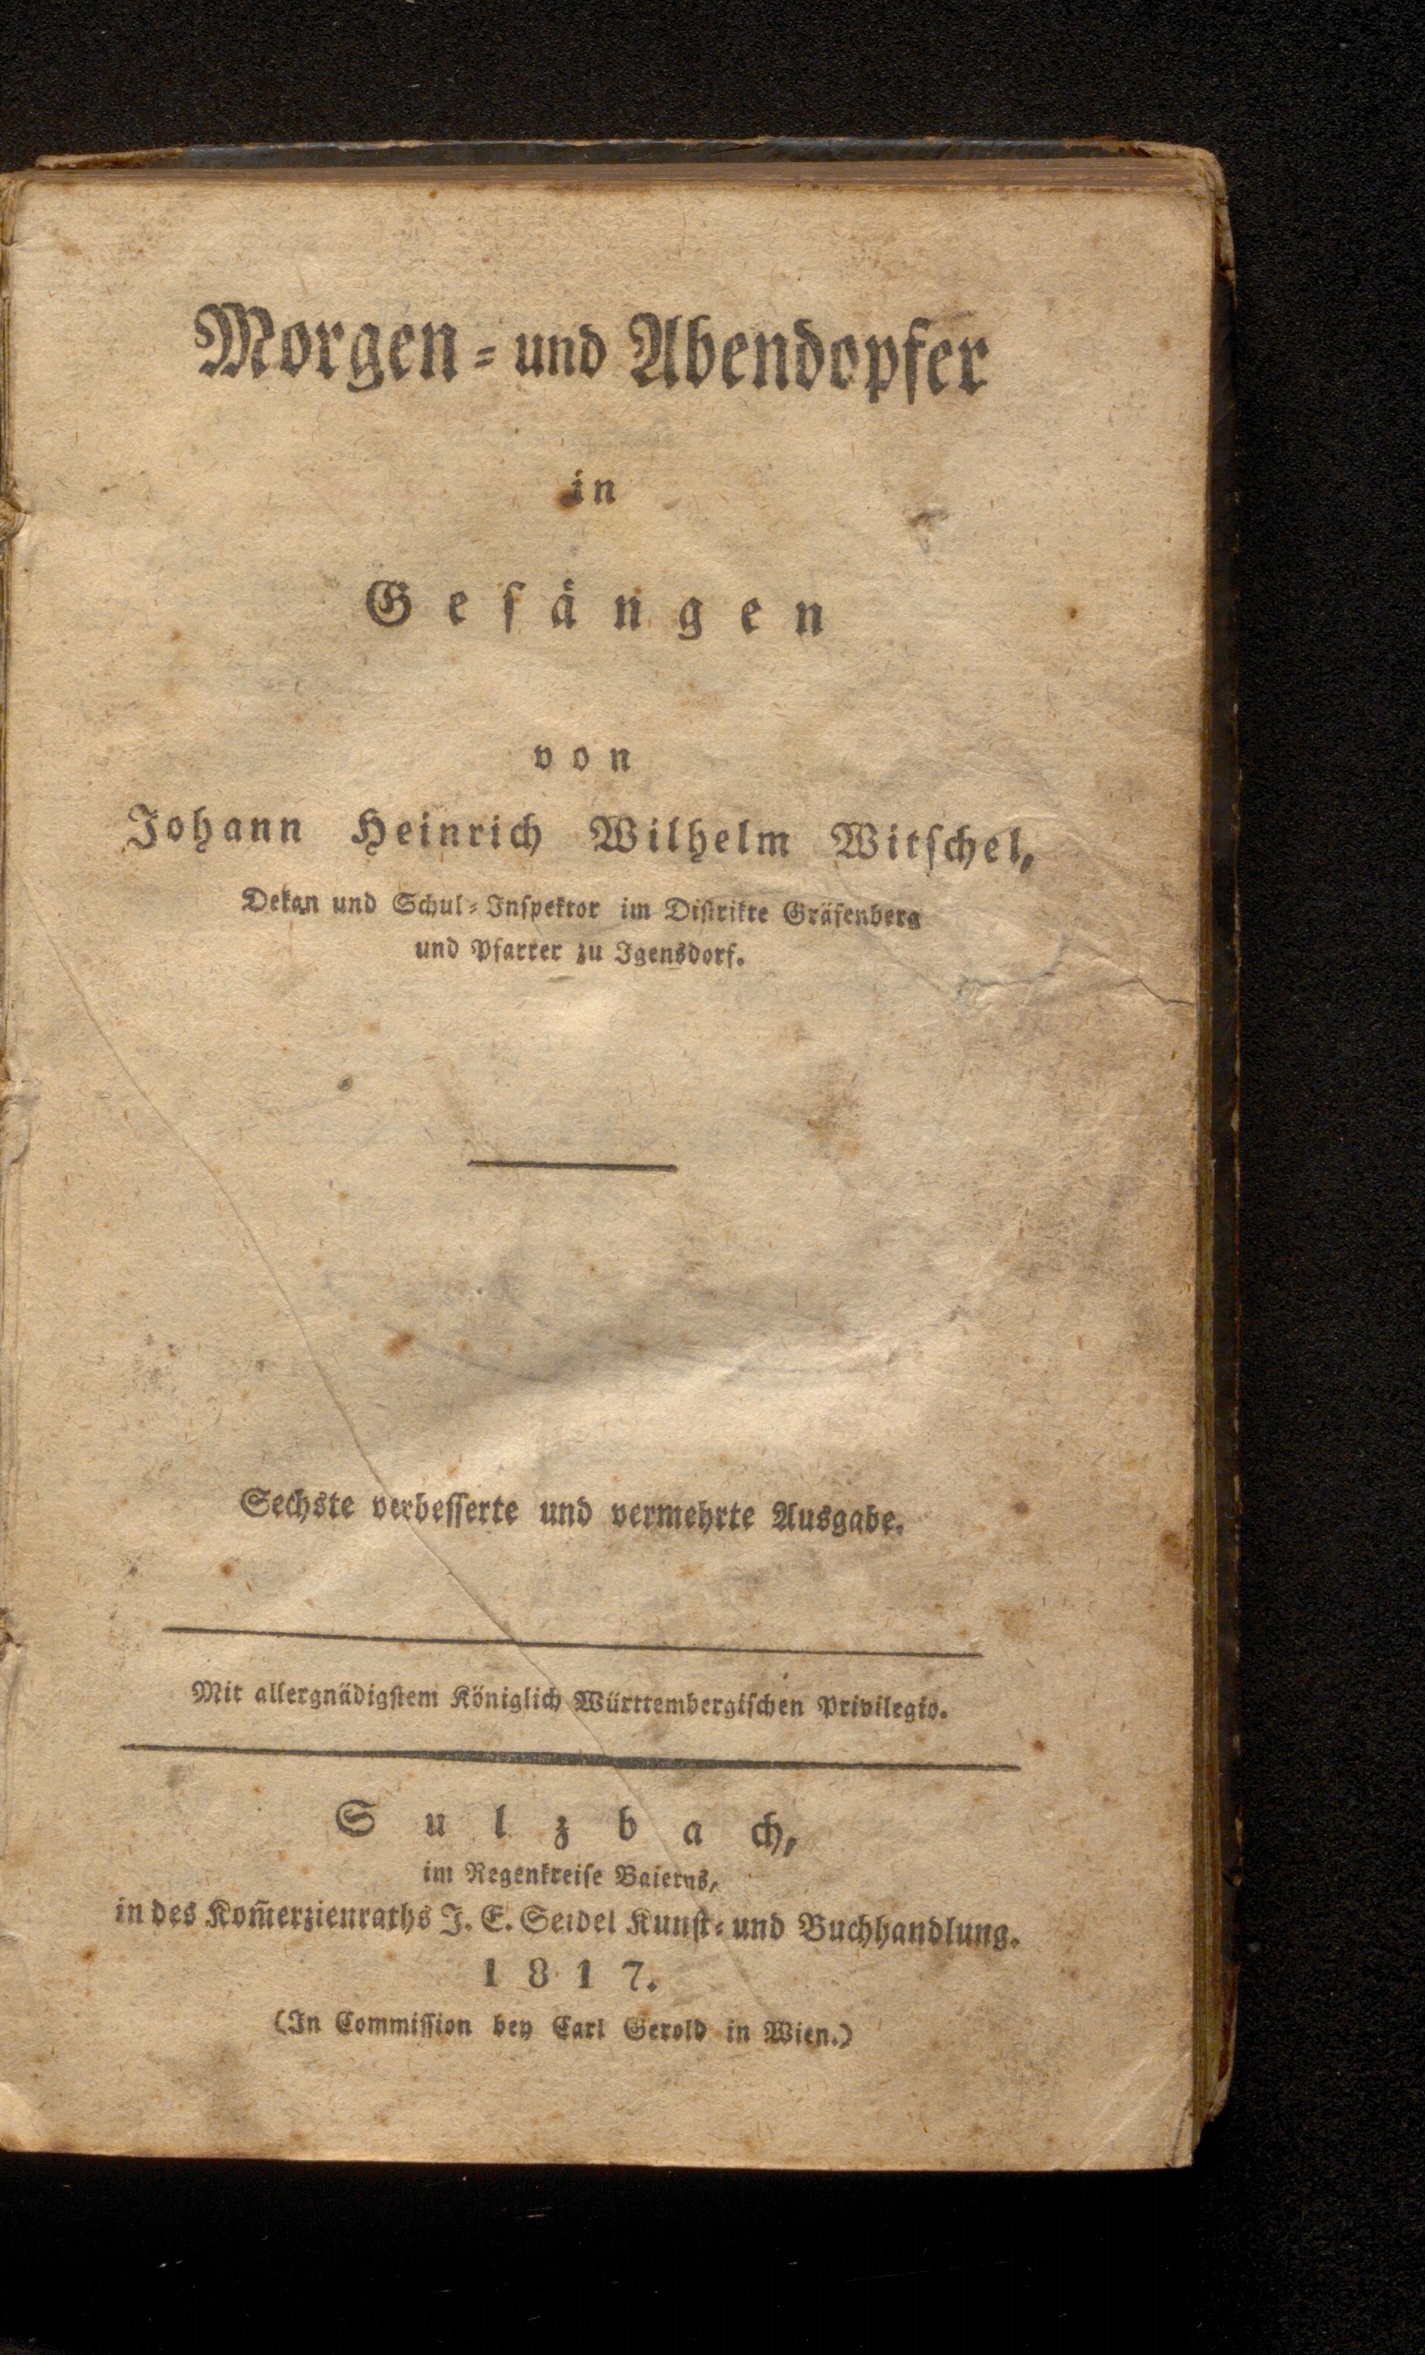 Morgen- und Abendopfer
in
Gesängen
von
Johann Heinrich Wilhelm Witschel,
Dekan und Schul-Inspektor im Distrikte Gräfenberg
und Pfarrer zu Igensdorf.
Sechste verbesserte und vermehrte Ausgabe.
Mit allergnädigstem Königlich Württembergischen Privilegio.
Sulzbach,
im Regenkreise Baierns,
in des Kom̅erzienraths J. E. Seidel Kunst- und Buchhandlung.
1817.
(In Commission bey Carl Gerold in Wien.)